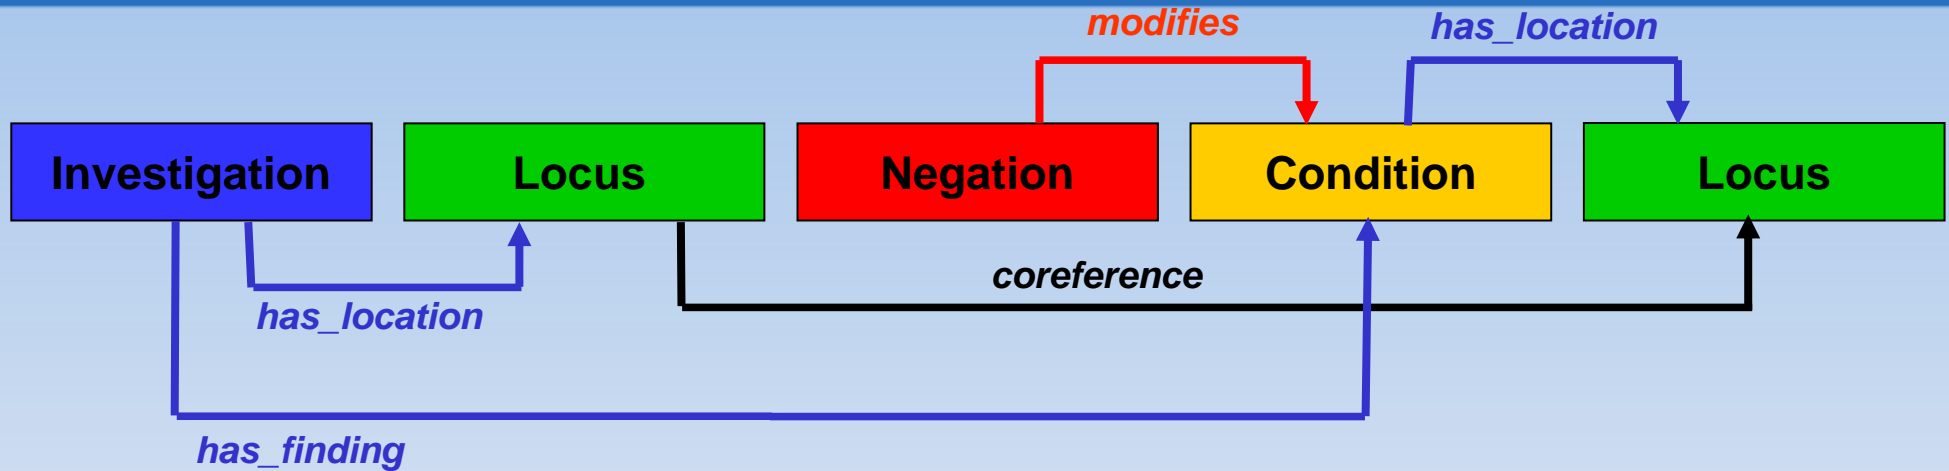 modifies
has_location
Investigation
Locus
Negation
Condition
Locus
coreference
has_location
has_finding